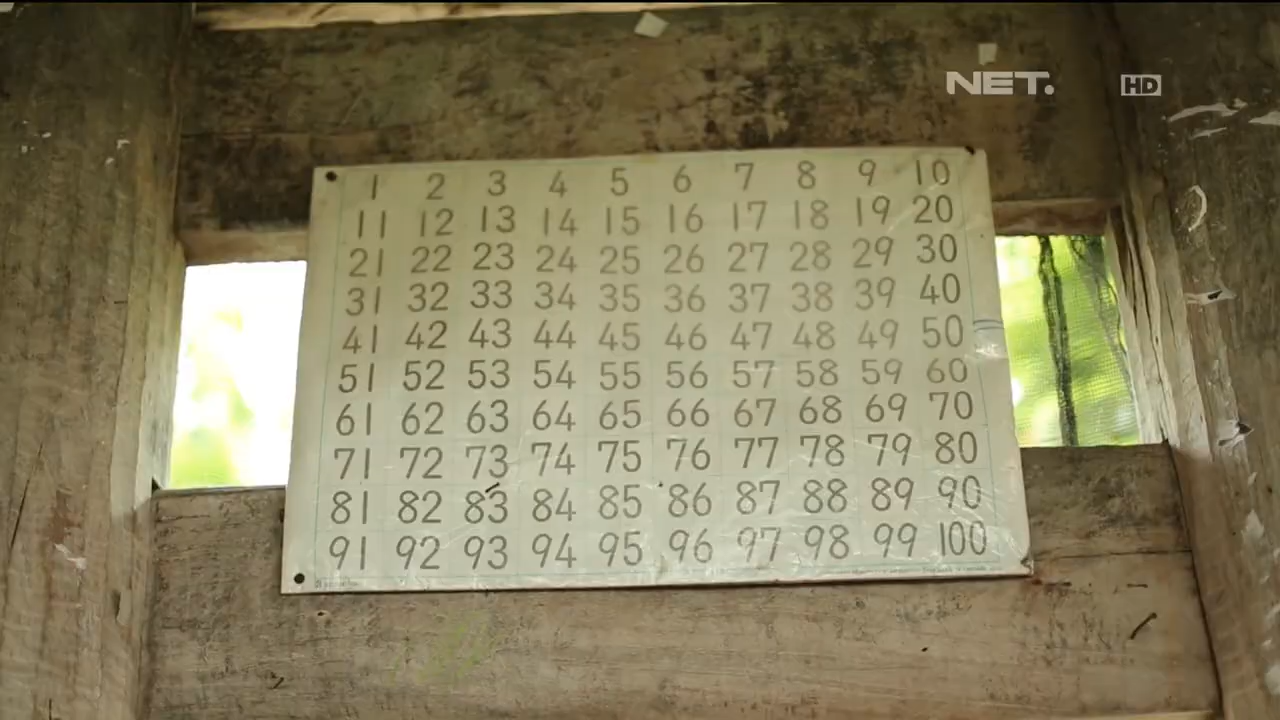 NET. HD
1 2 3 4 5 6 7 8 9 10
11 12 13 14 15 16 17 18 19 20
21 22 23 24 25 26 27 28 29 30
31 32 33 34 35 36 37 38 39 40
41 42 43 44 45 46 47 48 49 50
51 52 53 54 55 56 57 58 59 60
61 62 63 64 65 66 67 68 69 70
71 72 73 74 75 76 77 78 79 80
81 82 83 84 85 86 87 88 89 90
91 92 93 94 95 96 97 98 99 100